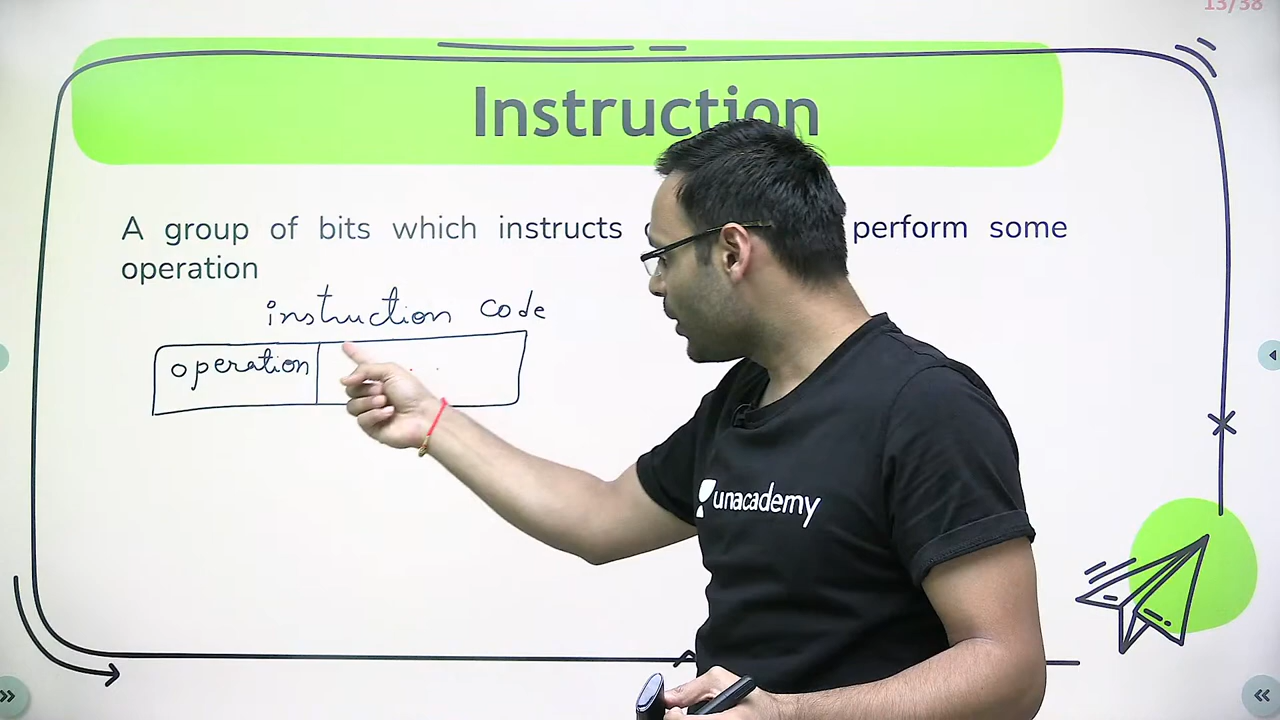 13/38
Instruction
A group of bits which instructs perform some
operation
instruction code
operation
unacademy